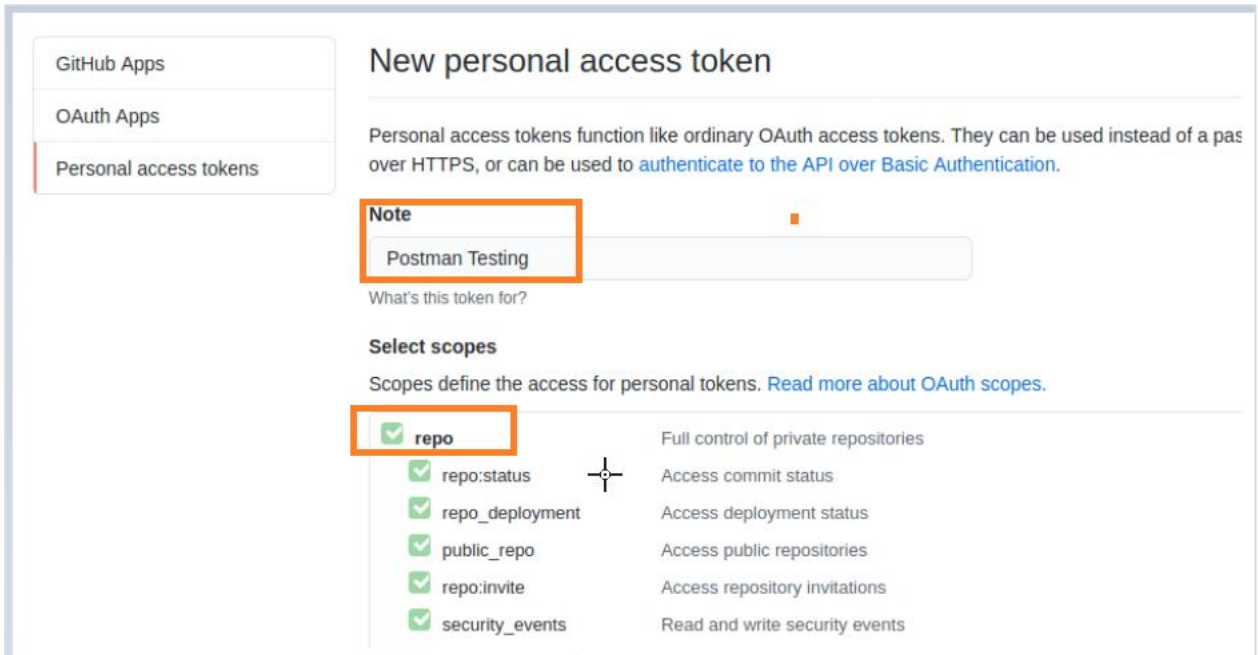 GitHub Apps
OAuth Apps
Personal access tokens
New personal access token
Personal access tokens function like ordinary OAuth access tokens. They can be used instead of a
over HTTPS, or can be used to authenticate to the API over Basic Authentication.
Note
Postman Testing
What's this token for?
Select scopes
Scopes define the access for personal tokens. Read more about OAuth scopes.
repo Full control of private repositories
repo:status Access commit status
repo_deployment Access deployment status
public_repo Access public repositories
repo:invite Access repository invitations
security_events Read and write security events